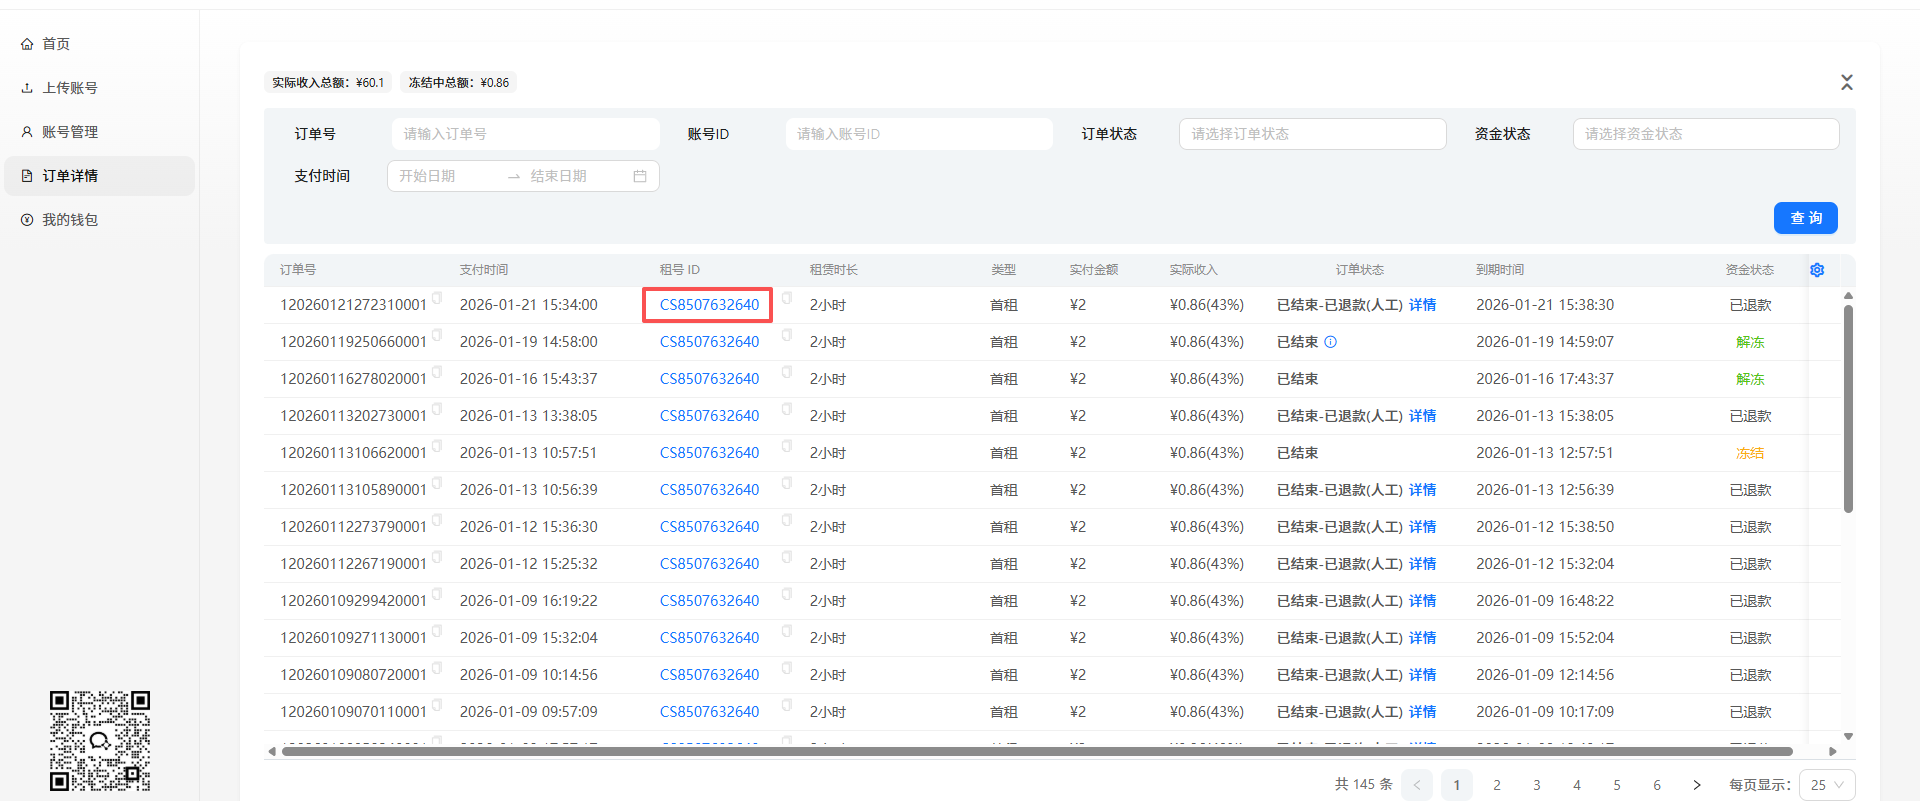 首页
上传账号
账号管理
订单详情
我的钱包
实际收入总额：¥60.1 冻结中总额：¥0.86
订单号 请输入订单号 账号ID 请输入账号ID 订单状态 请选择订单状态 资金状态 请选择资金状态
支付时间 开始日期 → 结束日期
查 询
订单号 支付时间 租号 ID 租赁时长 类型 实付金额 实际收入 订单状态 到期时间 资金状态
120260121272310001 2026-01-21 15:34:00 CS8507632640 2小时 首租 ¥2 ¥0.86(43%) 已结束-已退款(人工) 详情 2026-01-21 15:38:30 已退款
120260119250660001 2026-01-19 14:58:00 CS8507632640 2小时 首租 ¥2 ¥0.86(43%) 已结束 2026-01-19 14:59:07 解冻
120260116278020001 2026-01-16 15:43:37 CS8507632640 2小时 首租 ¥2 ¥0.86(43%) 已结束 2026-01-16 17:43:37 解冻
120260113202730001 2026-01-13 13:38:05 CS8507632640 2小时 首租 ¥2 ¥0.86(43%) 已结束-已退款(人工) 详情 2026-01-13 15:38:05 已退款
120260113106620001 2026-01-13 10:57:51 CS8507632640 2小时 首租 ¥2 ¥0.86(43%) 已结束 2026-01-13 12:57:51 冻结
120260113105890001 2026-01-13 10:56:39 CS8507632640 2小时 首租 ¥2 ¥0.86(43%) 已结束-已退款(人工) 详情 2026-01-13 12:56:39 已退款
120260112273790001 2026-01-12 15:36:30 CS8507632640 2小时 首租 ¥2 ¥0.86(43%) 已结束-已退款(人工) 详情 2026-01-12 15:38:50 已退款
120260112267190001 2026-01-12 15:25:32 CS8507632640 2小时 首租 ¥2 ¥0.86(43%) 已结束-已退款(人工) 详情 2026-01-12 15:32:04 已退款
120260109299420001 2026-01-09 16:19:22 CS8507632640 2小时 首租 ¥2 ¥0.86(43%) 已结束-已退款(人工) 详情 2026-01-09 16:48:22 已退款
120260109271130001 2026-01-09 15:32:04 CS8507632640 2小时 首租 ¥2 ¥0.86(43%) 已结束-已退款(人工) 详情 2026-01-09 15:52:04 已退款
120260109080720001 2026-01-09 10:14:56 CS8507632640 2小时 首租 ¥2 ¥0.86(43%) 已结束-已退款(人工) 详情 2026-01-09 12:14:56 已退款
120260109070110001 2026-01-09 09:57:09 CS8507632640 2小时 首租 ¥2 ¥0.86(43%) 已结束-已退款(人工) 详情 2026-01-09 10:17:09 已退款
共 145 条 < 1 2 3 4 5 6 > 每页显示： 25